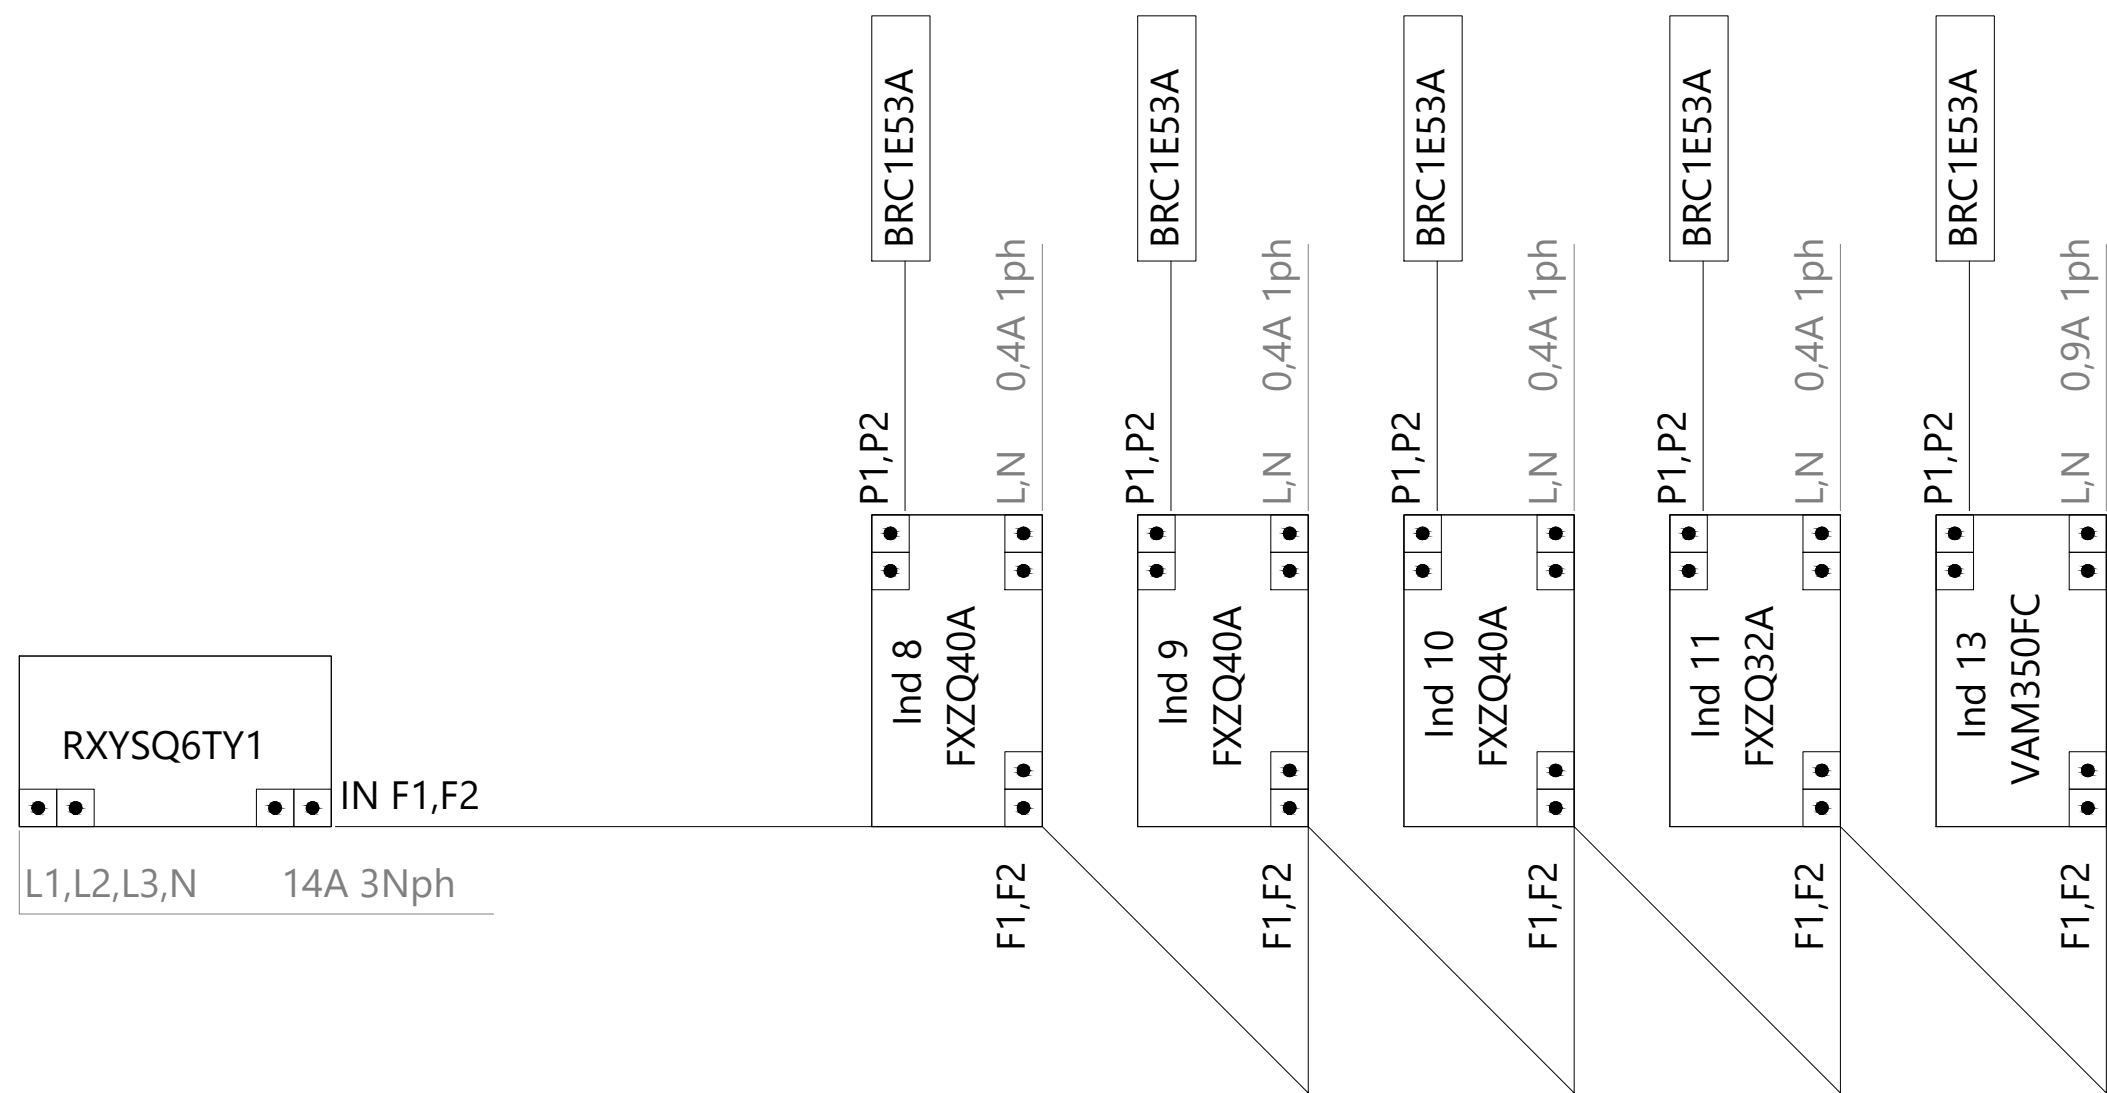 BRC1E53A
BRC1E53A
BRC1E53A
BRC1E53A
BRC1E53A
P1,P2
L,N 0,4A 1ph
P1,P2
L,N 0,4A 1ph
P1,P2
L,N 0,4A 1ph
P1,P2
L,N 0,4A 1ph
P1,P2
L,N 0,9A 1ph
Ind 8
FXZQ40A
Ind 9
FXZQ40A
Ind 10
FXZQ40A
Ind 11
FXZQ32A
Ind 13
VAM350FC
RXYSQ6TY1
IN F1,F2
L1,L2,L3,N 14A 3Nph
F1,F2
F1,F2
F1,F2
F1,F2
F1,F2